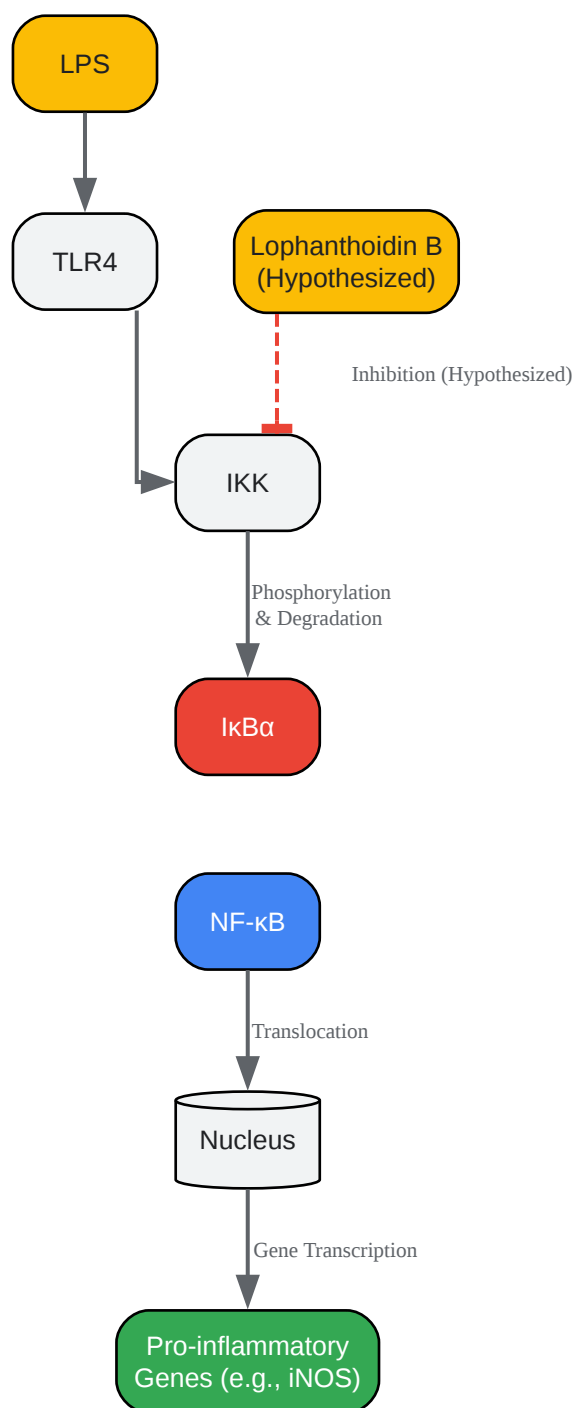 LPS
TLR4
Lophanthoidin B
(Hypothesized)
Inhibition (Hypothesized)
IKK
Phosphorylation
& Degradation
IκBα
NF-κB
Translocation
Nucleus
Gene Transcription
Pro-inflammatory
Genes (e.g., iNOS)